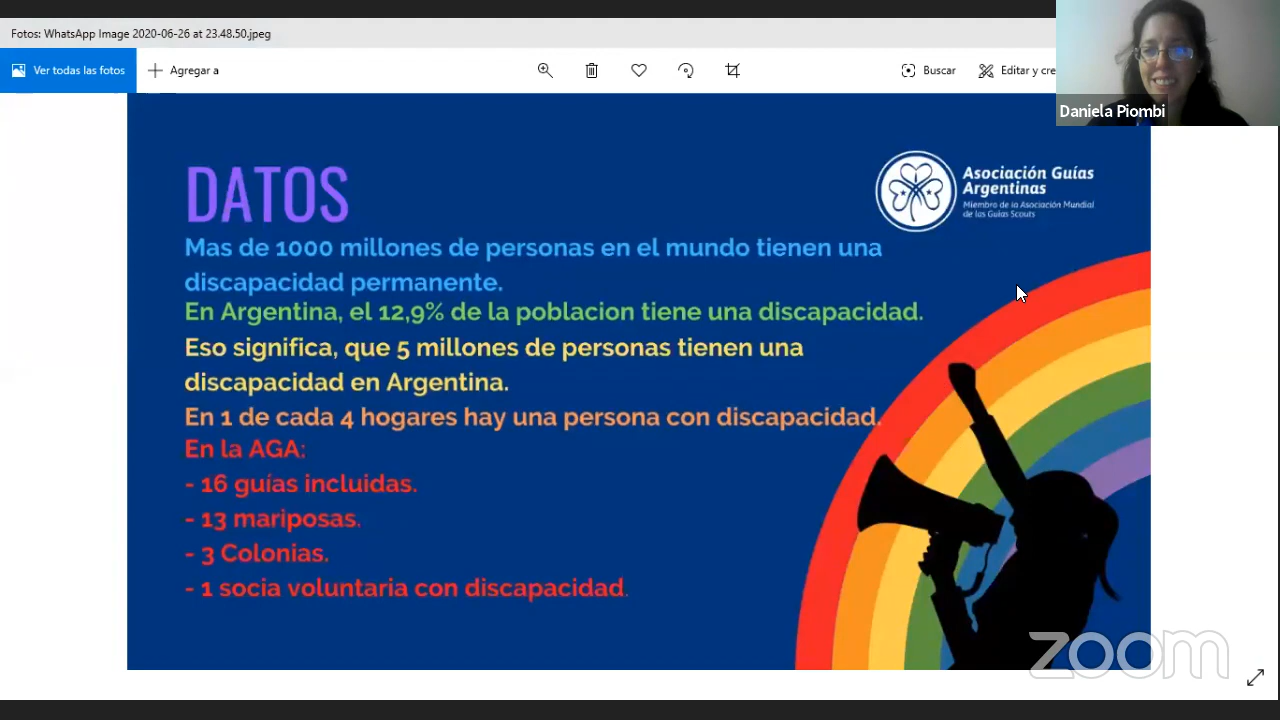 Fotos: WhatsApp Image 2020-06-26 at 23.48.50.jpeg
Ver todas las fotos
Agregar a
Buscar
Editar y cre
Daniela Piombi
DATOS
Asociación Guías
Argentinas
Miembro de la Asociación Mundial
de las Guías Scouts
Mas de 1000 millones de personas en el mundo tienen una
discapacidad permanente.
En Argentina, el 12,9% de la poblacion tiene una discapacidad.
Eso significa, que 5 millones de personas tienen una
discapacidad en Argentina.
En 1 de cada 4 hogares hay una persona con discapacidad.
En la AGA:
- 16 guías incluidas.
- 13 mariposas.
- 3 Colonias.
- 1 socia voluntaria con discapacidad.
zoom